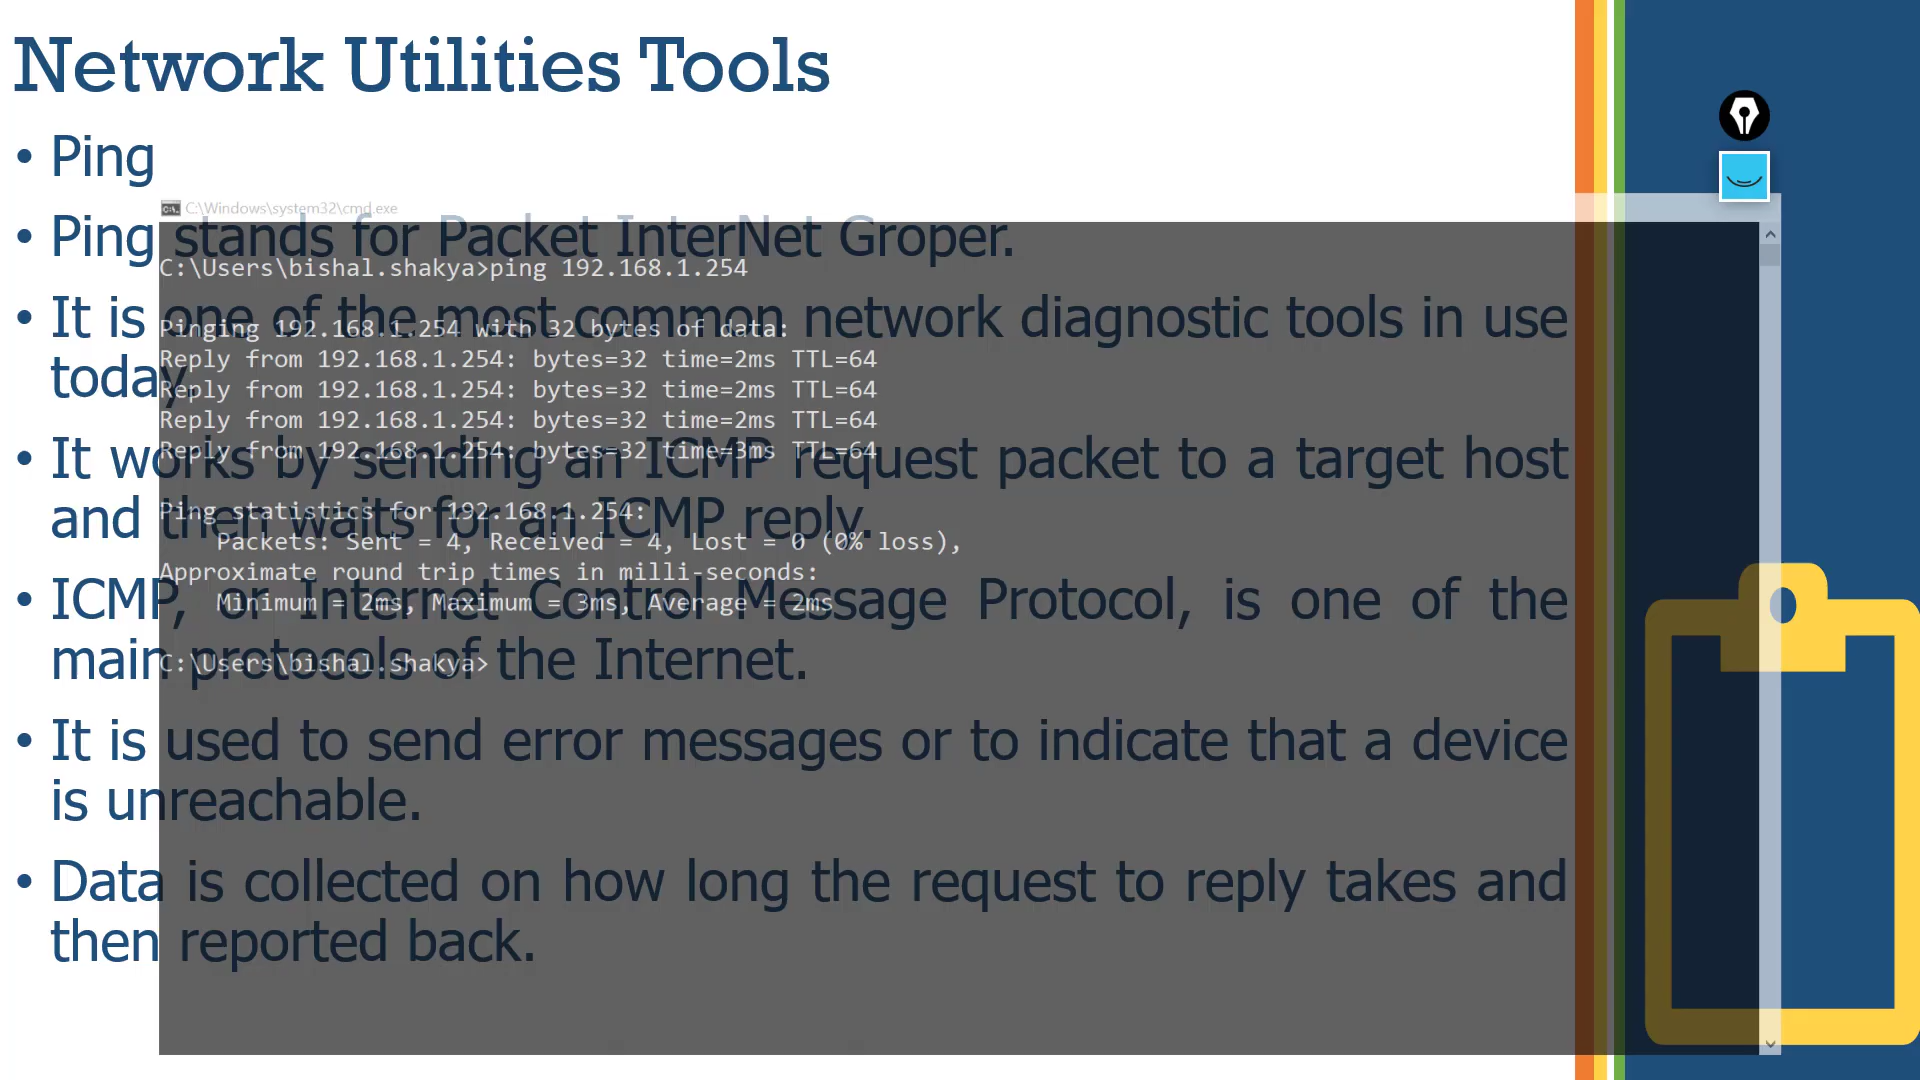 Network Utilities Tools
• Ping
• Ping stands for Packet InterNet Groper.
• It is one of the most common network diagnostic tools in use
today.
• It works by sending an ICMP request packet to a target host
and then waits for an ICMP reply.
• ICMP, or Internet Control Message Protocol, is one of the
main protocols of the Internet.
• It is used to send error messages or to indicate that a device
is unreachable.
• Data is collected on how long the request to reply takes and
then reported back.
C:\Windows\system32\cmd.exe
C:\Users\bishal.shakya>ping 192.168.1.254
Pinging 192.168.1.254 with 32 bytes of data:
Reply from 192.168.1.254: bytes=32 time=2ms TTL=64
Reply from 192.168.1.254: bytes=32 time=2ms TTL=64
Reply from 192.168.1.254: bytes=32 time=2ms TTL=64
Reply from 192.168.1.254: bytes=32 time=3ms TTL=64
Ping statistics for 192.168.1.254:
Packets: Sent = 4, Received = 4, Lost = 0 (0% loss),
Approximate round trip times in milli-seconds:
Minimum = 2ms, Maximum = 3ms, Average = 2ms
C:\Users\bishal.shakya>